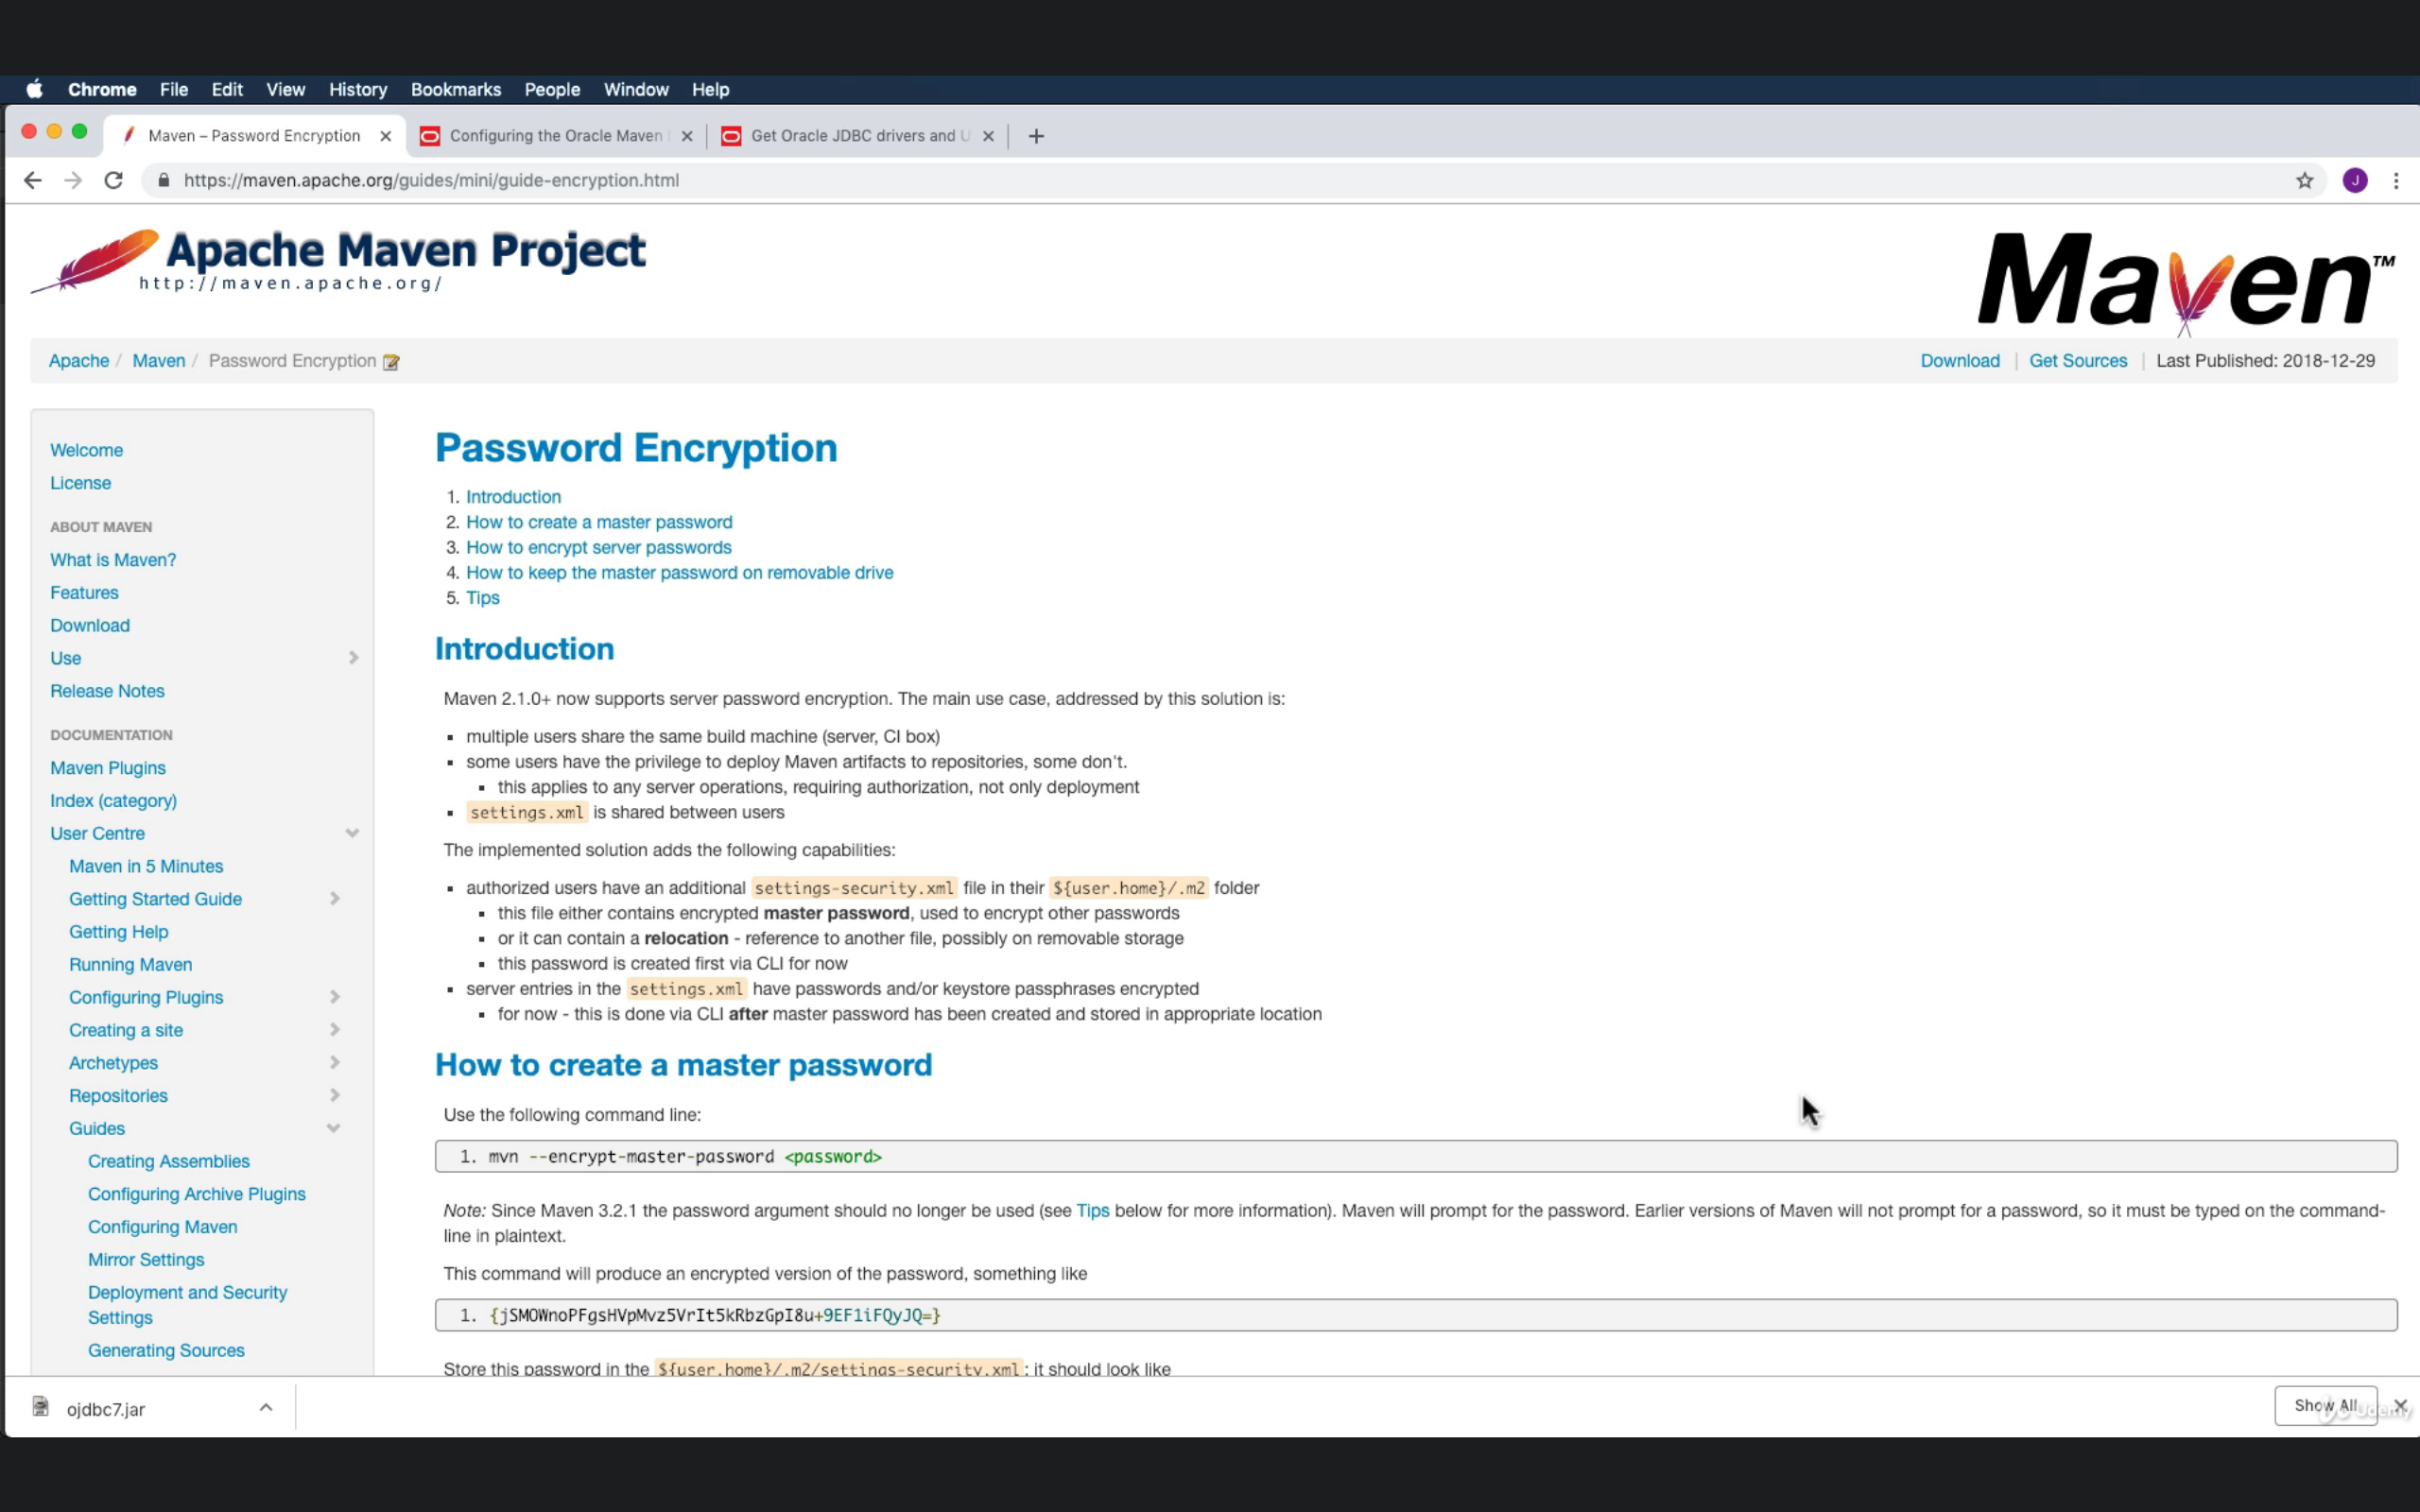 Chrome File Edit View History Bookmarks People Window Help
Maven – Password Encryption
Configuring the Oracle Maven
Get Oracle JDBC drivers and U
https://maven.apache.org/guides/mini/guide-encryption.html
J
Apache Maven Project
http://maven.apache.org/
Maven™
Apache / Maven / Password Encryption
Download | Get Sources | Last Published: 2018-12-29
Welcome
License
ABOUT MAVEN
What is Maven?
Features
Download
Use
Release Notes
DOCUMENTATION
Maven Plugins
Index (category)
User Centre
Maven in 5 Minutes
Getting Started Guide
Getting Help
Running Maven
Configuring Plugins
Creating a site
Archetypes
Repositories
Guides
Creating Assemblies
Configuring Archive Plugins
Configuring Maven
Mirror Settings
Deployment and Security
Settings
Generating Sources
Password Encryption
1. Introduction
2. How to create a master password
3. How to encrypt server passwords
4. How to keep the master password on removable drive
5. Tips
Introduction
Maven 2.1.0+ now supports server password encryption. The main use case, addressed by this solution is:
▪ multiple users share the same build machine (server, CI box)
▪ some users have the privilege to deploy Maven artifacts to repositories, some don't.
▪ this applies to any server operations, requiring authorization, not only deployment
▪ settings.xml is shared between users
The implemented solution adds the following capabilities:
▪ authorized users have an additional settings-security.xml file in their ${user.home}/.m2 folder
▪ this file either contains encrypted master password, used to encrypt other passwords
▪ or it can contain a relocation - reference to another file, possibly on removable storage
▪ this password is created first via CLI for now
▪ server entries in the settings.xml have passwords and/or keystore passphrases encrypted
▪ for now - this is done via CLI after master password has been created and stored in appropriate location
How to create a master password
Use the following command line:
1. mvn --encrypt-master-password <password>
Note: Since Maven 3.2.1 the password argument should no longer be used (see Tips below for more information). Maven will prompt for the password. Earlier versions of Maven will not prompt for a password, so it must be typed on the command-
line in plaintext.
This command will produce an encrypted version of the password, something like
1. {jSMOWnoPFgsHVpMvz5VrIt5kRbzGpI8u+9EF1iFQyJQ=}
Store this password in the ${user.home}/.m2/settings-security.xml; it should look like
ojdbc7.jar
Show All
Udemy